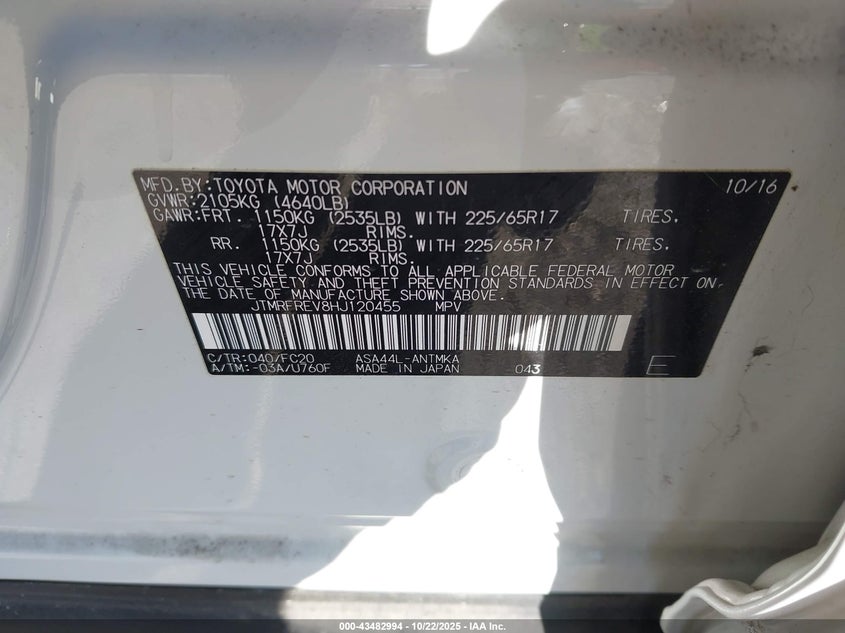 MFD.BY:TOYOTA MOTOR CORPORATION 10/16
GVWR:2105KG (4640LB)
GAWR:FRT. 1150KG (2535LB) WITH 225/65R17 TIRES.
17X7J RIMS.
RR. 1150KG (2535LB) WITH 225/65R17 TIRES.
17X7J RIMS.
THIS VEHICLE CONFORMS TO ALL APPLICABLE FEDERAL MOTOR
VEHICLE SAFETY AND THEFT PREVENTION STANDARDS IN EFFECT ON
THE DATE OF MANUFACTURE SHOWN ABOVE.
JTMRFREV8HJ120455 MPV
C/TR:040/FC20 ASA44L-ANTMKA
A/TM:-03A/U760F MADE IN JAPAN 043 E
000-43482994 - 10/22/2025 - IAA Inc.